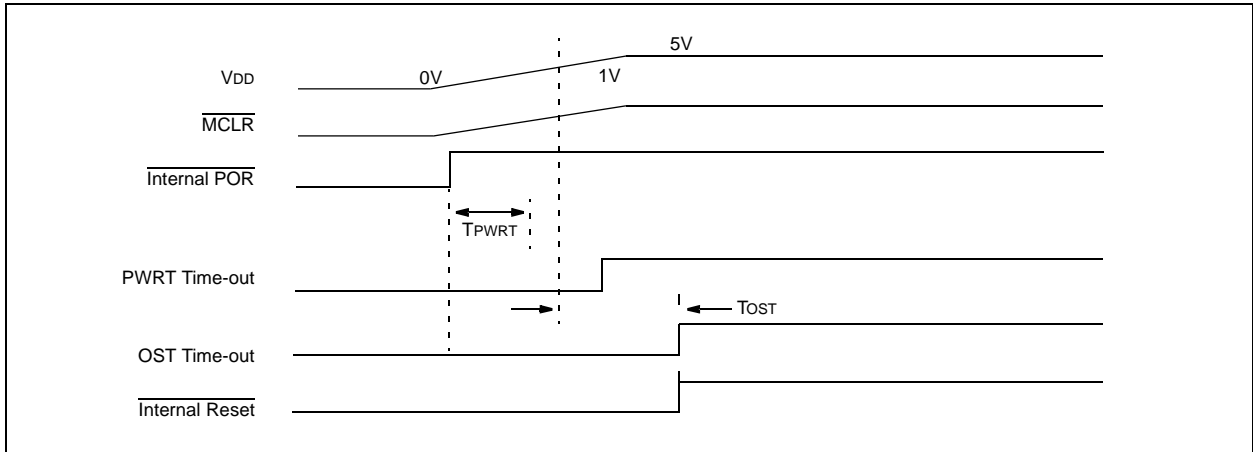 5V
VDD 0V 1V
MCLR
Internal POR
TPWRT
PWRT Time-out
TOST
OST Time-out
Internal Reset